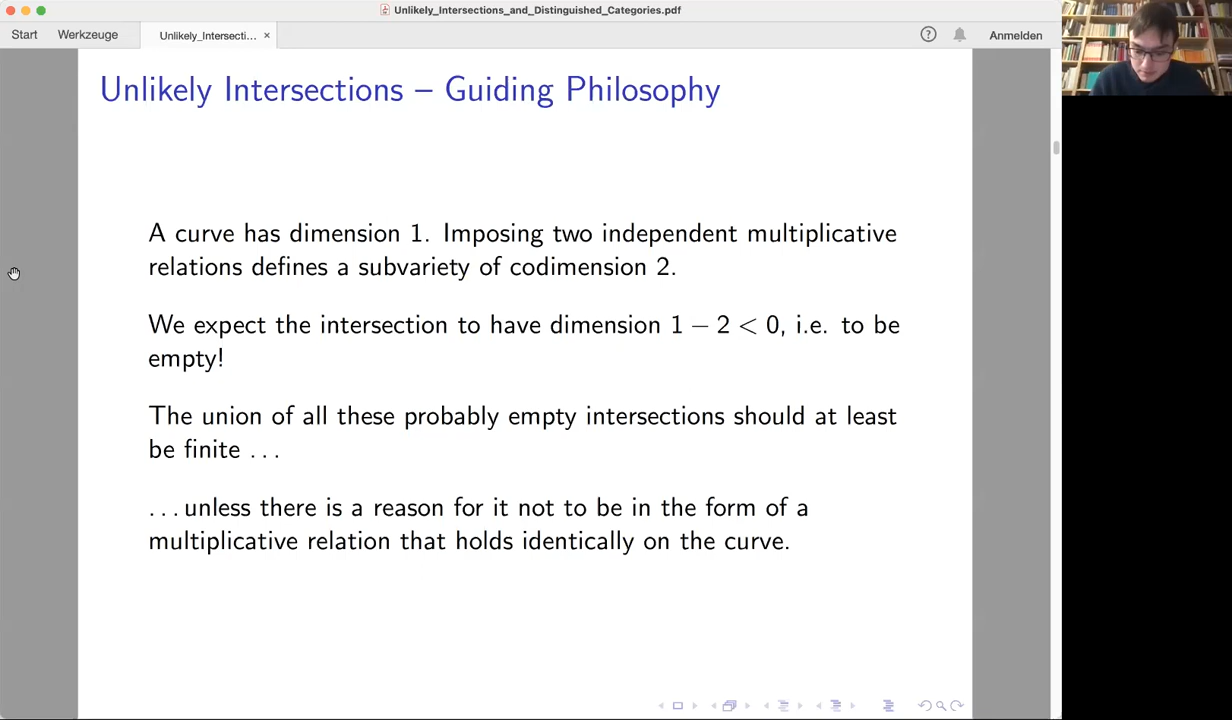 Unlikely_Intersections_and_Distinguished_Categories.pdf
Start
Werkzeuge
Unlikely_Intersecti...
Anmelden
Unlikely Intersections – Guiding Philosophy
A curve has dimension 1. Imposing two independent multiplicative
relations defines a subvariety of codimension 2.
We expect the intersection to have dimension 1 − 2 < 0, i.e. to be
empty!
The union of all these probably empty intersections should at least
be finite ...
... unless there is a reason for it not to be in the form of a
multiplicative relation that holds identically on the curve.